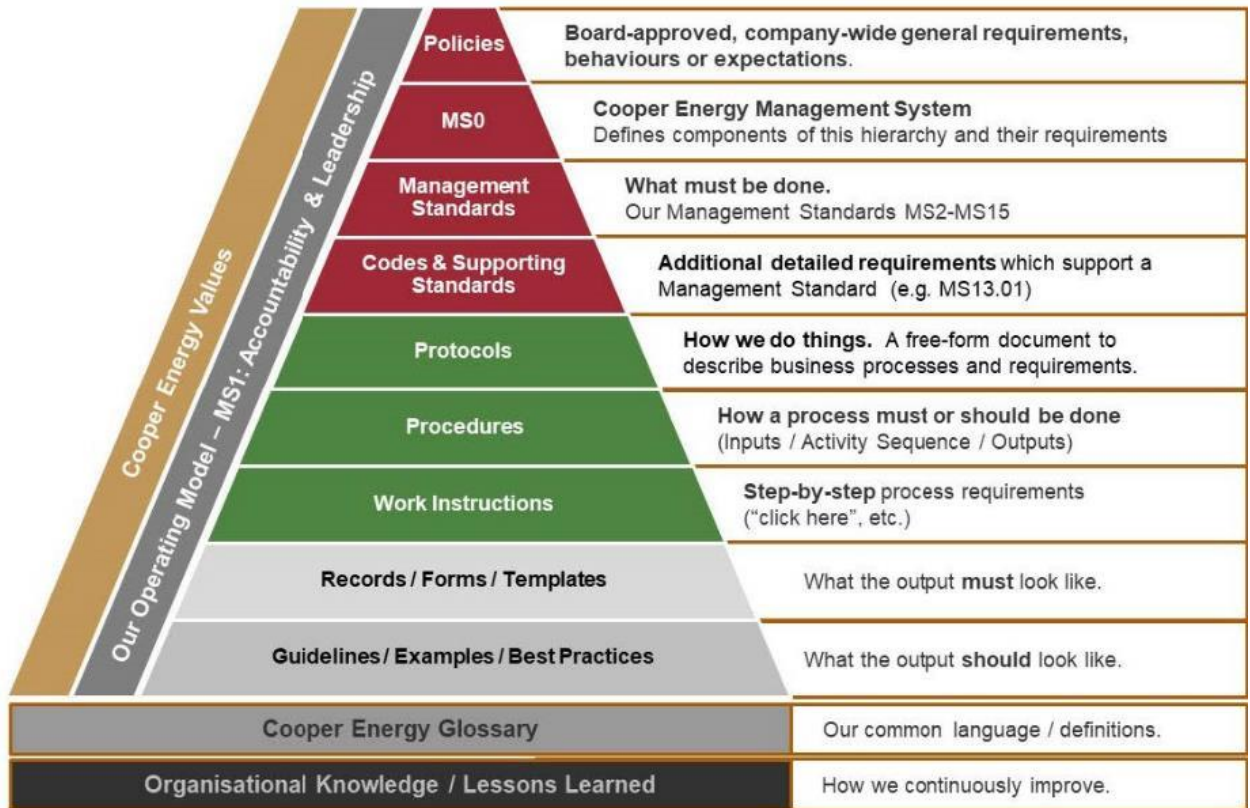 Cooper Energy Values
Our Operating Model – MS1: Accountability & Leadership
Policies
Board-approved, company-wide general requirements,
behaviours or expectations.
MS0
Cooper Energy Management System
Defines components of this hierarchy and their requirements
Management
Standards
What must be done.
Our Management Standards MS2-MS15
Codes & Supporting
Standards
Additional detailed requirements which support a
Management Standard (e.g. MS13.01)
Protocols
How we do things. A free-form document to
describe business processes and requirements.
Procedures
How a process must or should be done
(Inputs / Activity Sequence / Outputs)
Work Instructions
Step-by-step process requirements
(“click here”, etc.)
Records / Forms / Templates
What the output must look like.
Guidelines / Examples / Best Practices
What the output should look like.
Cooper Energy Glossary
Our common language / definitions.
Organisational Knowledge / Lessons Learned
How we continuously improve.